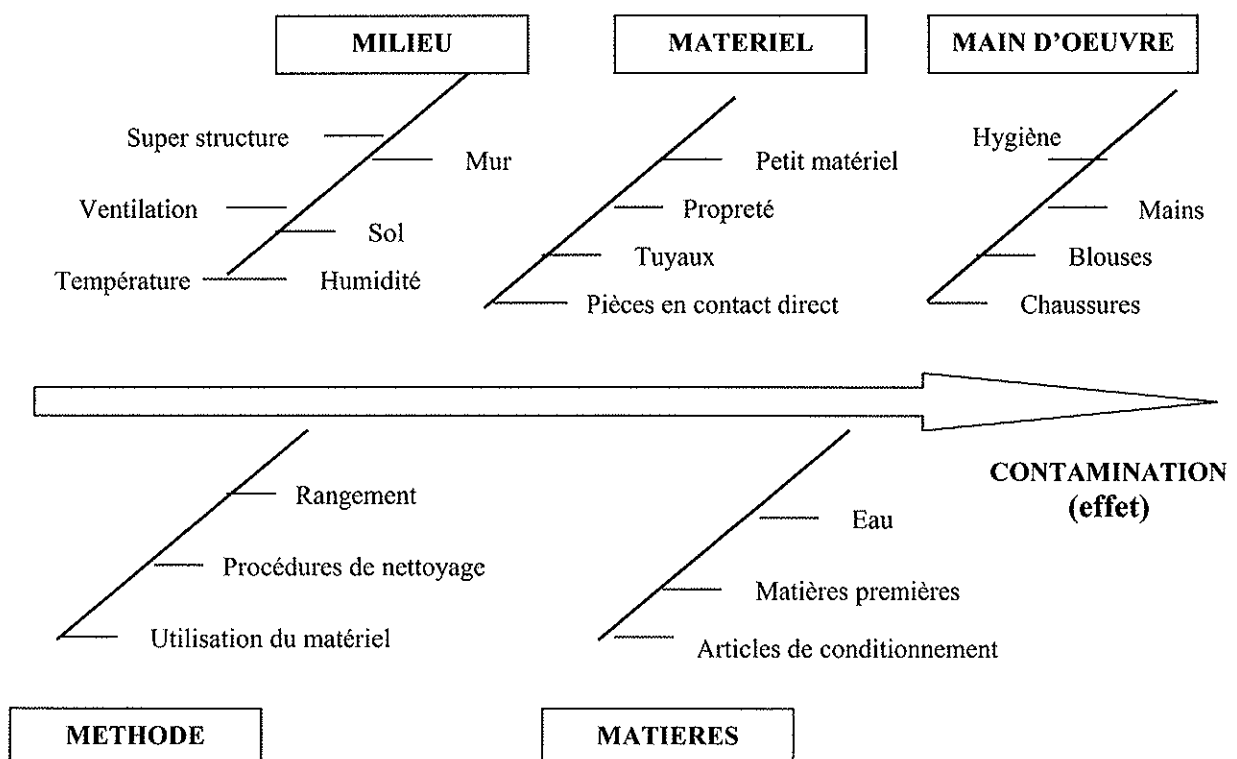 MILIEU
MATERIEL
MAIN D'OEUVRE
Super structure
Mur
Ventilation
Sol
Température
Humidité
Petit matériel
Propreté
Tuyaux
Pièces en contact direct
Hygiène
Mains
Blouses
Chaussures
CONTAMINATION
(effet)
Rangement
Procédures de nettoyage
Utilisation du matériel
Eau
Matières premières
Articles de conditionnement
METHODE
MATIERES